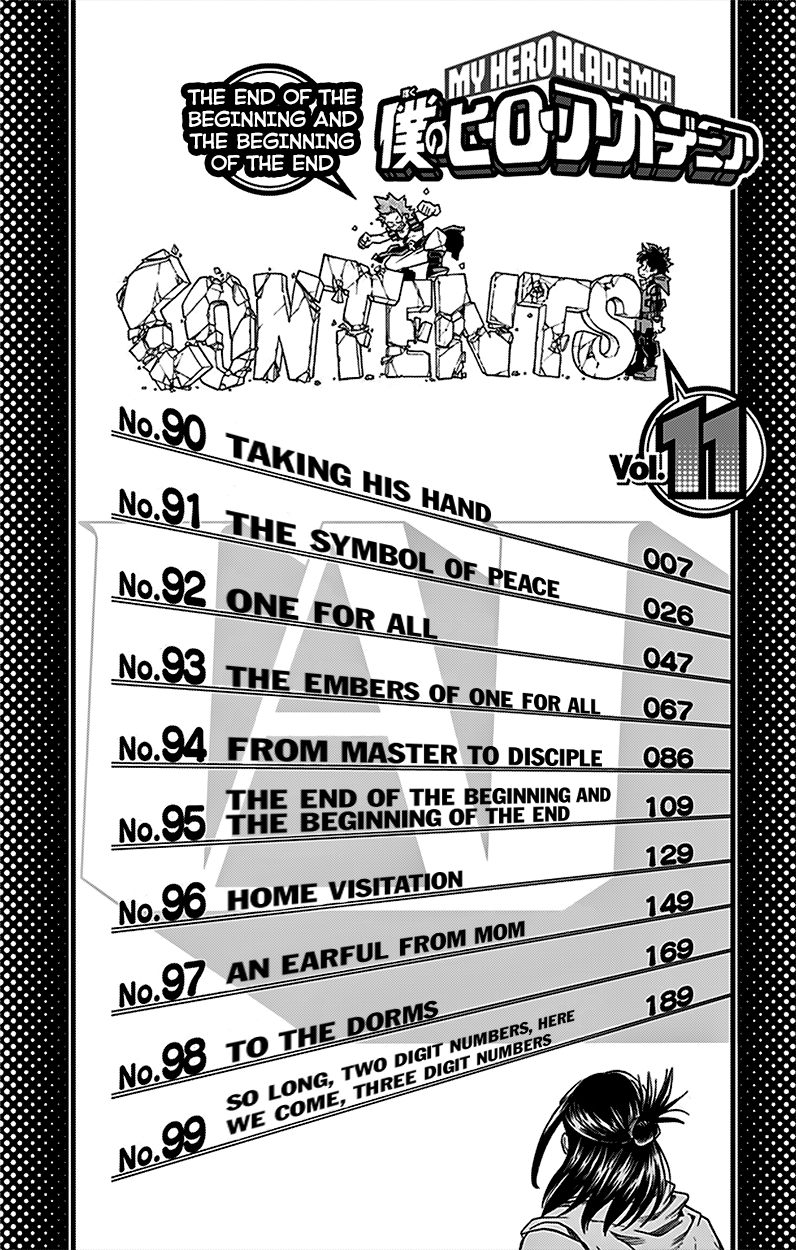 THE END OF THE
BEGINNING AND
THE BEGINNING
OF THE END
MY HERO ACADEMIA
ぼく
僕のヒーローアカデミア
CONTENTS
Vol. 11
No.90 TAKING HIS HAND 007
No.91 THE SYMBOL OF PEACE 026
No.92 ONE FOR ALL 047
No.93 THE EMBERS OF ONE FOR ALL 067
No.94 FROM MASTER TO DISCIPLE 086
No.95 THE END OF THE BEGINNING AND
THE BEGINNING OF THE END 109
No.96 HOME VISITATION 129
No.97 AN EARFUL FROM MOM 149
No.98 TO THE DORMS 169
No.99 SO LONG, TWO DIGIT NUMBERS, HERE
WE COME, THREE DIGIT NUMBERS 189